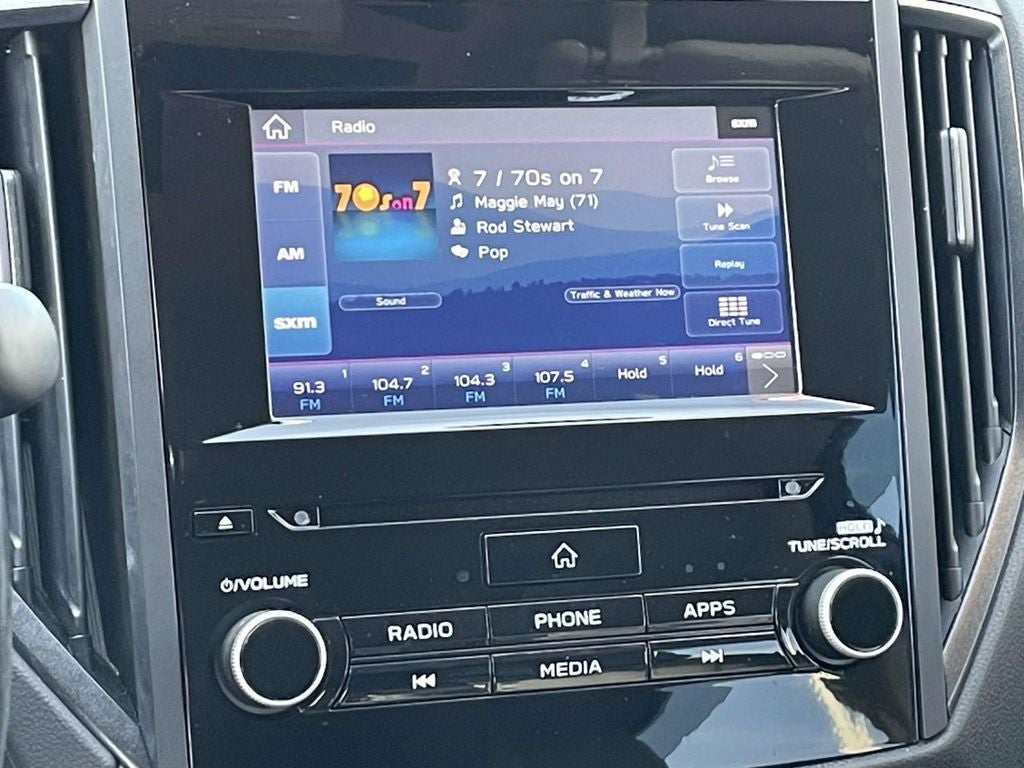 Radio
sxm
FM
AM
sxm
70s on 7
7 / 70s on 7
Maggie May (71)
Rod Stewart
Pop
Sound
Traffic & Weather Now
Browse
Tune Scan
Replay
Direct Tune
1
91.3
FM
2
104.7
FM
3
104.3
FM
4
107.5
FM
5
Hold
6
Hold
HOLD
TUNE/SCROLL
/VOLUME
RADIO
PHONE
APPS
MEDIA